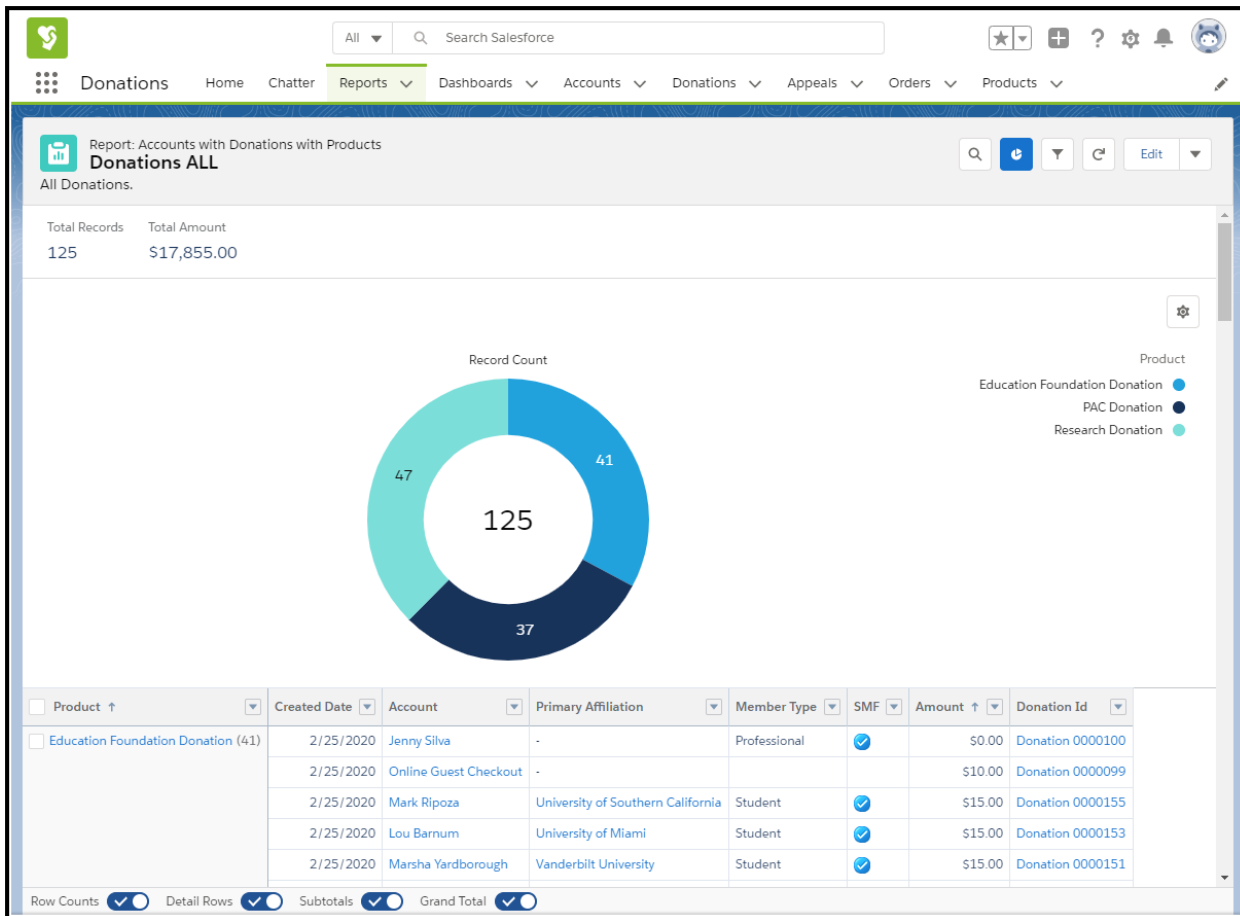 All Search Salesforce
Donations Home Chatter Reports Dashboards Accounts Donations Appeals Orders Products
Report: Accounts with Donations with Products
Donations ALL
All Donations.
Edit
Total Records Total Amount
125 $17,855.00
Record Count
Product
Education Foundation Donation
PAC Donation
Research Donation
41
47
125
37
Product ↑ Created Date Account Primary Affiliation Member Type SMF Amount ↑ Donation Id
Education Foundation Donation (41) 2/25/2020 Jenny Silva - Professional $0.00 Donation 0000100
2/25/2020 Online Guest Checkout - $10.00 Donation 0000099
2/25/2020 Mark Ripoza University of Southern California Student $15.00 Donation 0000155
2/25/2020 Lou Barnum University of Miami Student $15.00 Donation 0000153
2/25/2020 Marsha Yardborough Vanderbilt University Student $15.00 Donation 0000151
Row Counts Detail Rows Subtotals Grand Total